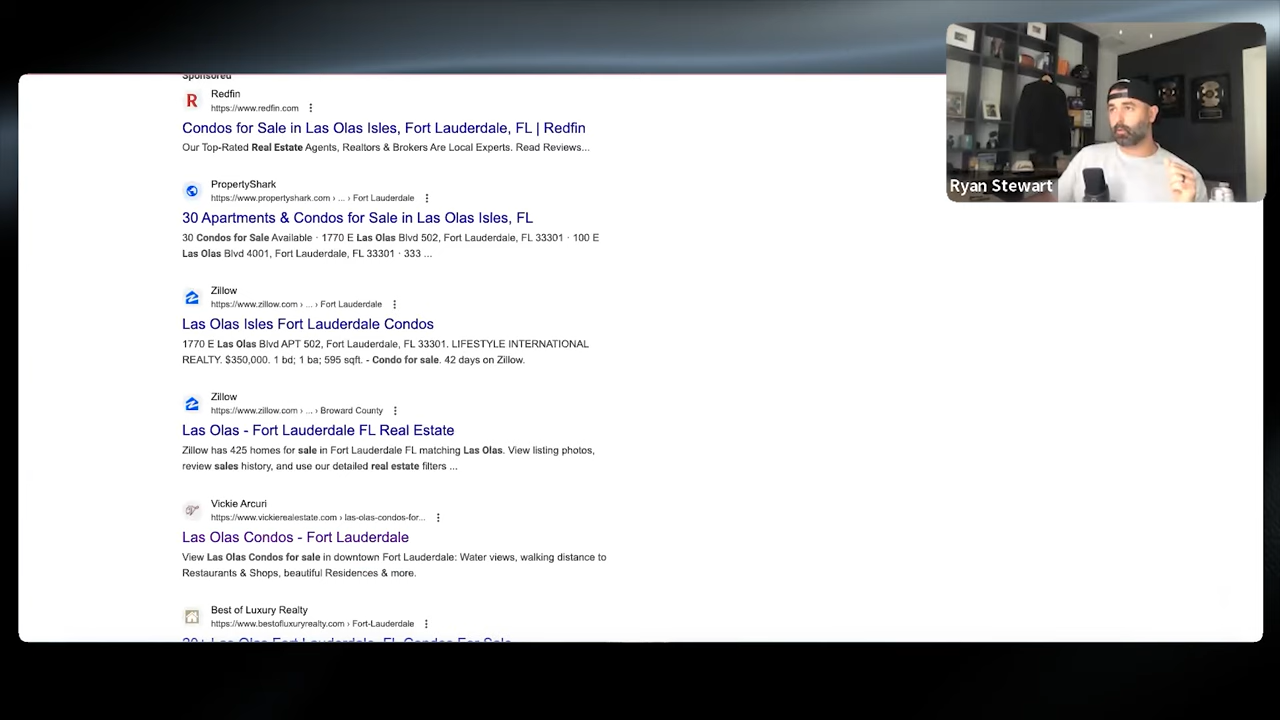 Sponsored
Redfin
https://www.redfin.com
Condos for Sale in Las Olas Isles, Fort Lauderdale, FL | Redfin
Our Top-Rated Real Estate Agents, Realtors & Brokers Are Local Experts. Read Reviews...
PropertyShark
https://www.propertyshark.com › ... › Fort Lauderdale
30 Apartments & Condos for Sale in Las Olas Isles, FL
30 Condos for Sale Available · 1770 E Las Olas Blvd 502, Fort Lauderdale, FL 33301 · 100 E
Las Olas Blvd 4001, Fort Lauderdale, FL 33301 · 333 ...
Zillow
https://www.zillow.com › ... › Fort Lauderdale
Las Olas Isles Fort Lauderdale Condos
1770 E Las Olas Blvd APT 502, Fort Lauderdale, FL 33301. LIFESTYLE INTERNATIONAL
REALTY. $350,000. 1 bd; 1 ba; 595 sqft. - Condo for sale. 42 days on Zillow.
Zillow
https://www.zillow.com › ... › Broward County
Las Olas - Fort Lauderdale FL Real Estate
Zillow has 425 homes for sale in Fort Lauderdale FL matching Las Olas. View listing photos,
review sales history, and use our detailed real estate filters ...
Vickie Arcuri
https://www.vickierealestate.com › las-olas-condos-for...
Las Olas Condos - Fort Lauderdale
View Las Olas Condos for sale in downtown Fort Lauderdale: Water views, walking distance to
Restaurants & Shops, beautiful Residences & more.
Best of Luxury Realty
https://www.bestofluxuryrealty.com › Fort-Lauderdale
30+ Las Olas Fort Lauderdale, FL Condos For Sale
Ryan Stewart